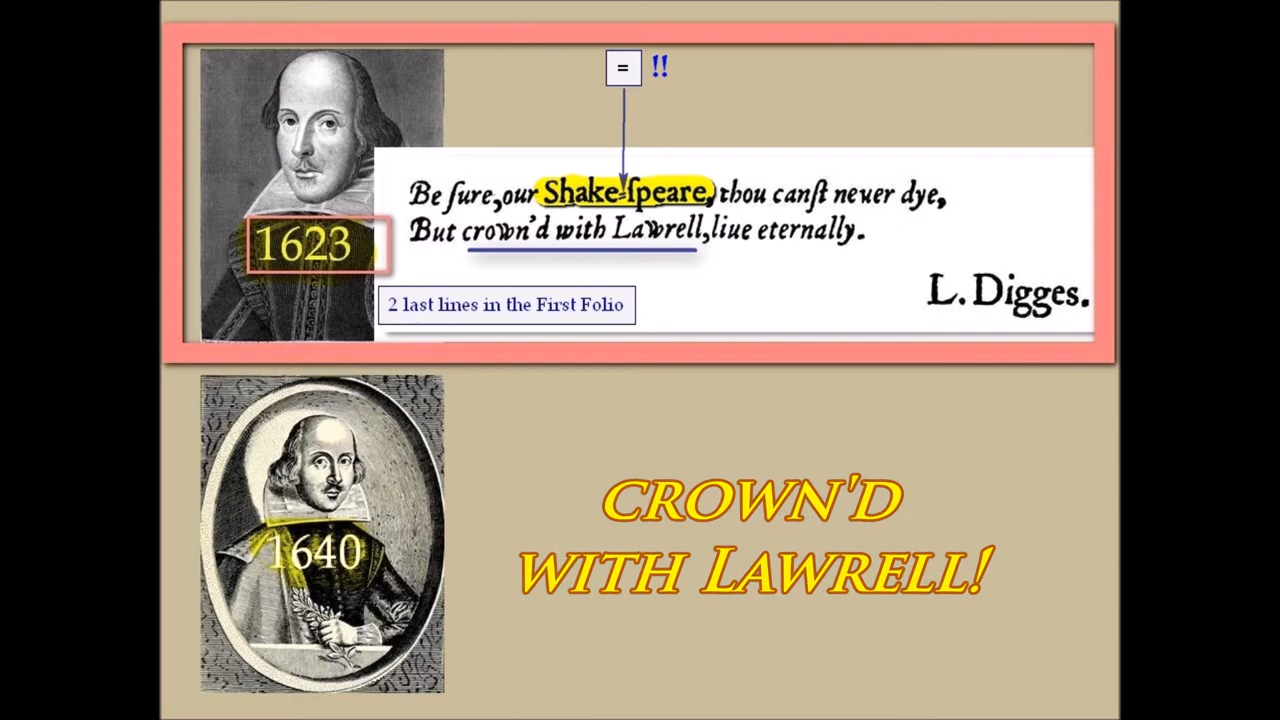 = !!
Be ſure, our Shake=ſpeare, thou canſt never dye,
But crown'd with Lawrell, liue eternally.
1623
L. Digges.
2 last lines in the First Folio
1640
CROWN'D
WITH LAWRELL!